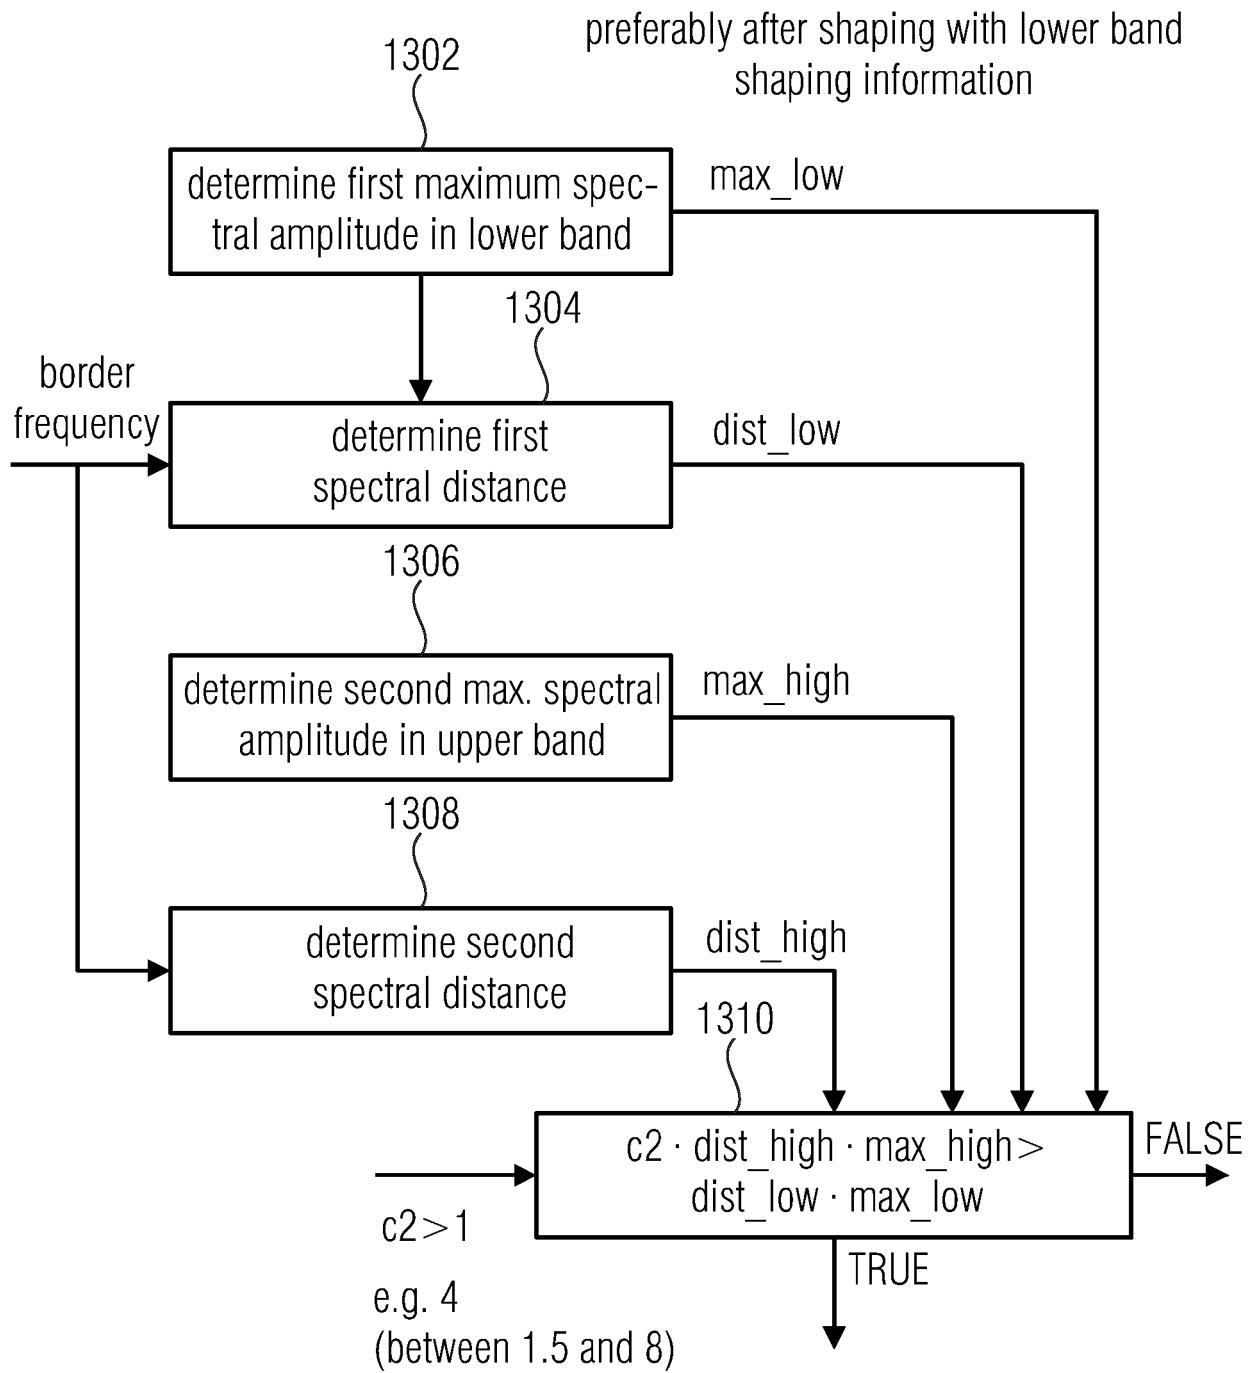 preferably after shaping with lower band
shaping information
1302
determine first maximum spec-
tral amplitude in lower band
max_low
1304
border
frequency
determine first
spectral distance
dist_low
1306
determine second max. spectral
amplitude in upper band
max_high
1308
determine second
spectral distance
dist_high
1310
c2 · dist_high · max_high>
dist_low · max_low
FALSE
c2>1
TRUE
e.g. 4
(between 1.5 and 8)